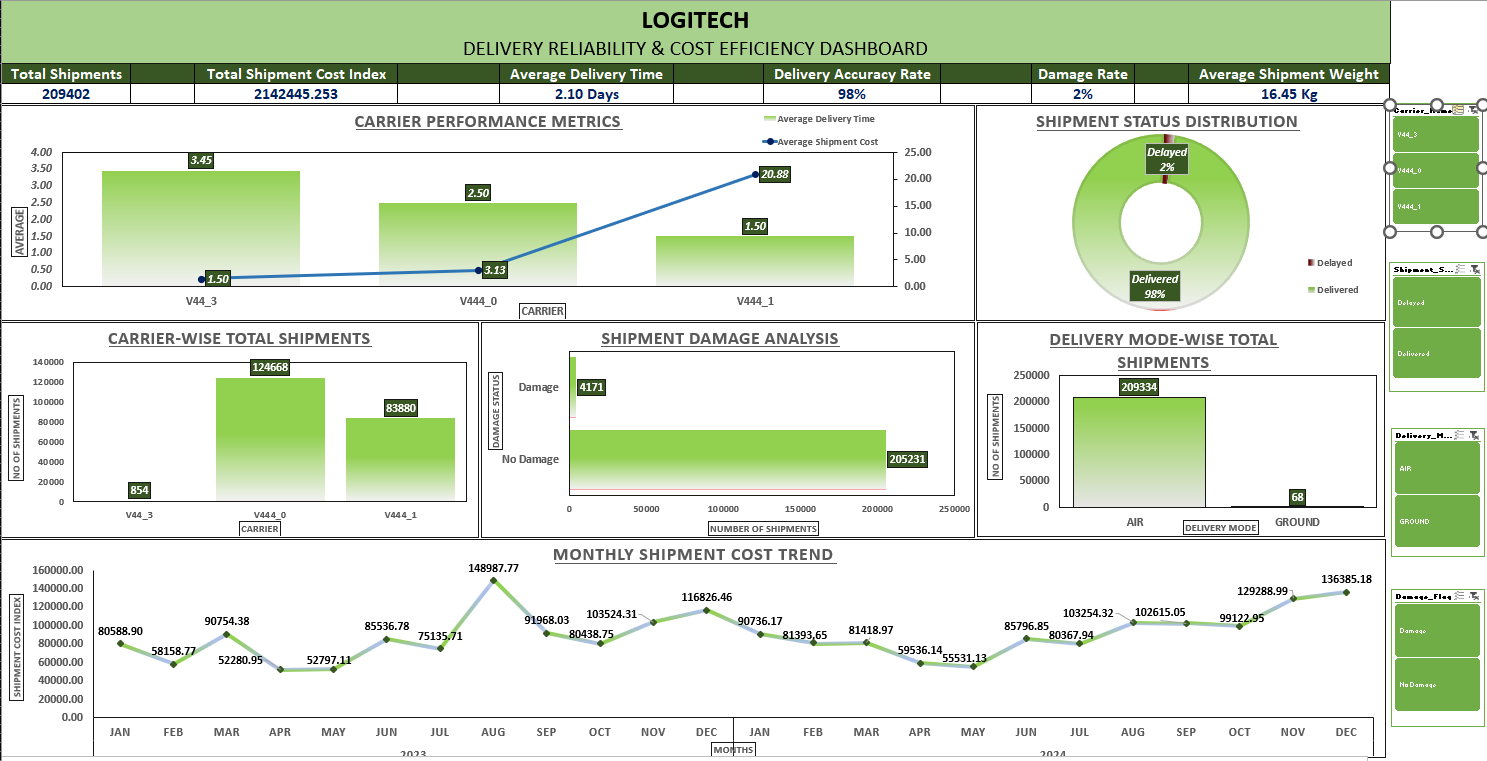 LOGITECH
DELIVERY RELIABILITY & COST EFFICIENCY DASHBOARD
Total Shipments Total Shipment Cost Index Average Delivery Time Delivery Accuracy Rate Damage Rate Average Shipment Weight
209402 2142445.253 2.10 Days 98% 2% 16.45 Kg
CARRIER PERFORMANCE METRICS
Average Delivery Time
Average Shipment Cost
4.00
3.50
3.00
2.50
2.00
1.50
1.00
0.50
0.00
AVERAGE
3.45
2.50
1.50
1.50
3.13
20.88
25.00
20.00
15.00
10.00
5.00
0.00
V44_3 V444_0 V444_1
CARRIER
SHIPMENT STATUS DISTRIBUTION
Delayed
2%
Delivered
98%
Delayed
Delivered
V44_3
V444_0
V444_1
Shipment_S...
Delayed
Delivered
CARRIER-WISE TOTAL SHIPMENTS
140000
120000
100000
80000
60000
40000
20000
0
NO OF SHIPMENTS
854
124668
83880
V44_3 V444_0 V444_1
CARRIER
SHIPMENT DAMAGE ANALYSIS
DAMAGE STATUS
Damage
4171
No Damage
205231
0 50000 100000 150000 200000 250000
NUMBER OF SHIPMENTS
DELIVERY MODE-WISE TOTAL
SHIPMENTS
250000
200000
150000
100000
50000
0
NO OF SHIPMENTS
209334
68
AIR GROUND
DELIVERY MODE
Delivery_M...
AIR
GROUND
MONTHLY SHIPMENT COST TREND
160000.00
140000.00
120000.00
100000.00
80000.00
60000.00
40000.00
20000.00
0.00
SHIPMENT COST INDEX
80588.90
58158.77
90754.38
52280.95
52797.11
85536.78
75135.71
148987.77
91968.03
80438.75
103524.31
116826.46
90736.17
81393.65
81418.97
59536.14
55531.13
85796.85
80367.94
103254.32
102615.05
99122.95
129288.99
136385.18
JAN FEB MAR APR MAY JUN JUL AUG SEP OCT NOV DEC JAN FEB MAR APR MAY JUN JUL AUG SEP OCT NOV DEC
2023 2024
MONTHS
Damage_Flag
Damage
No Damage